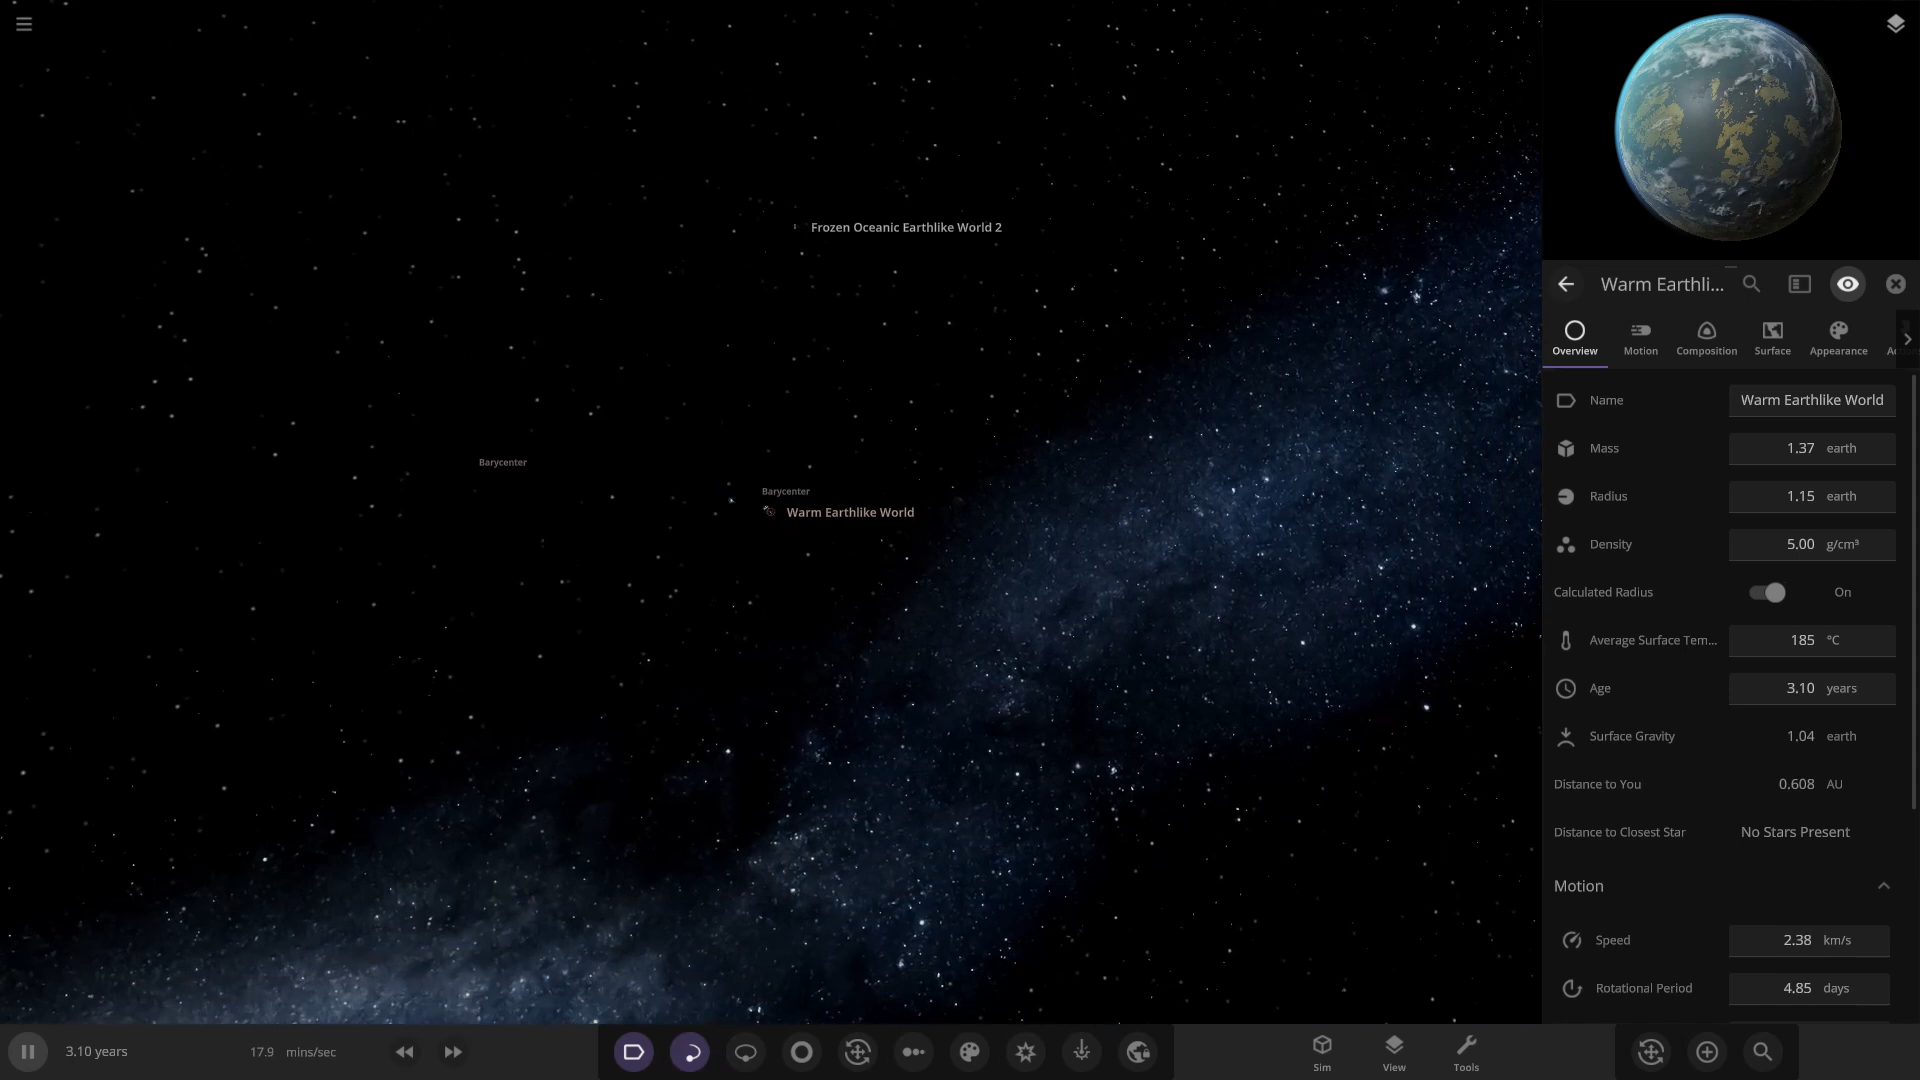 Frozen Oceanic Earthlike World 2
Barycenter
Barycenter
Warm Earthlike World
Warm Earthli...
Overview
Motion
Composition
Surface
Appearance
Name
Warm Earthlike World
Mass
1.37 earth
Radius
1.15 earth
Density
5.00 g/cm³
Calculated Radius
On
Average Surface Tem...
185 °C
Age
3.10 years
Surface Gravity
1.04 earth
Distance to You
0.608 AU
Distance to Closest Star
No Stars Present
Motion
Speed
2.38 km/s
Rotational Period
4.85 days
3.10 years
17.9 mins/sec
Sim
View
Tools